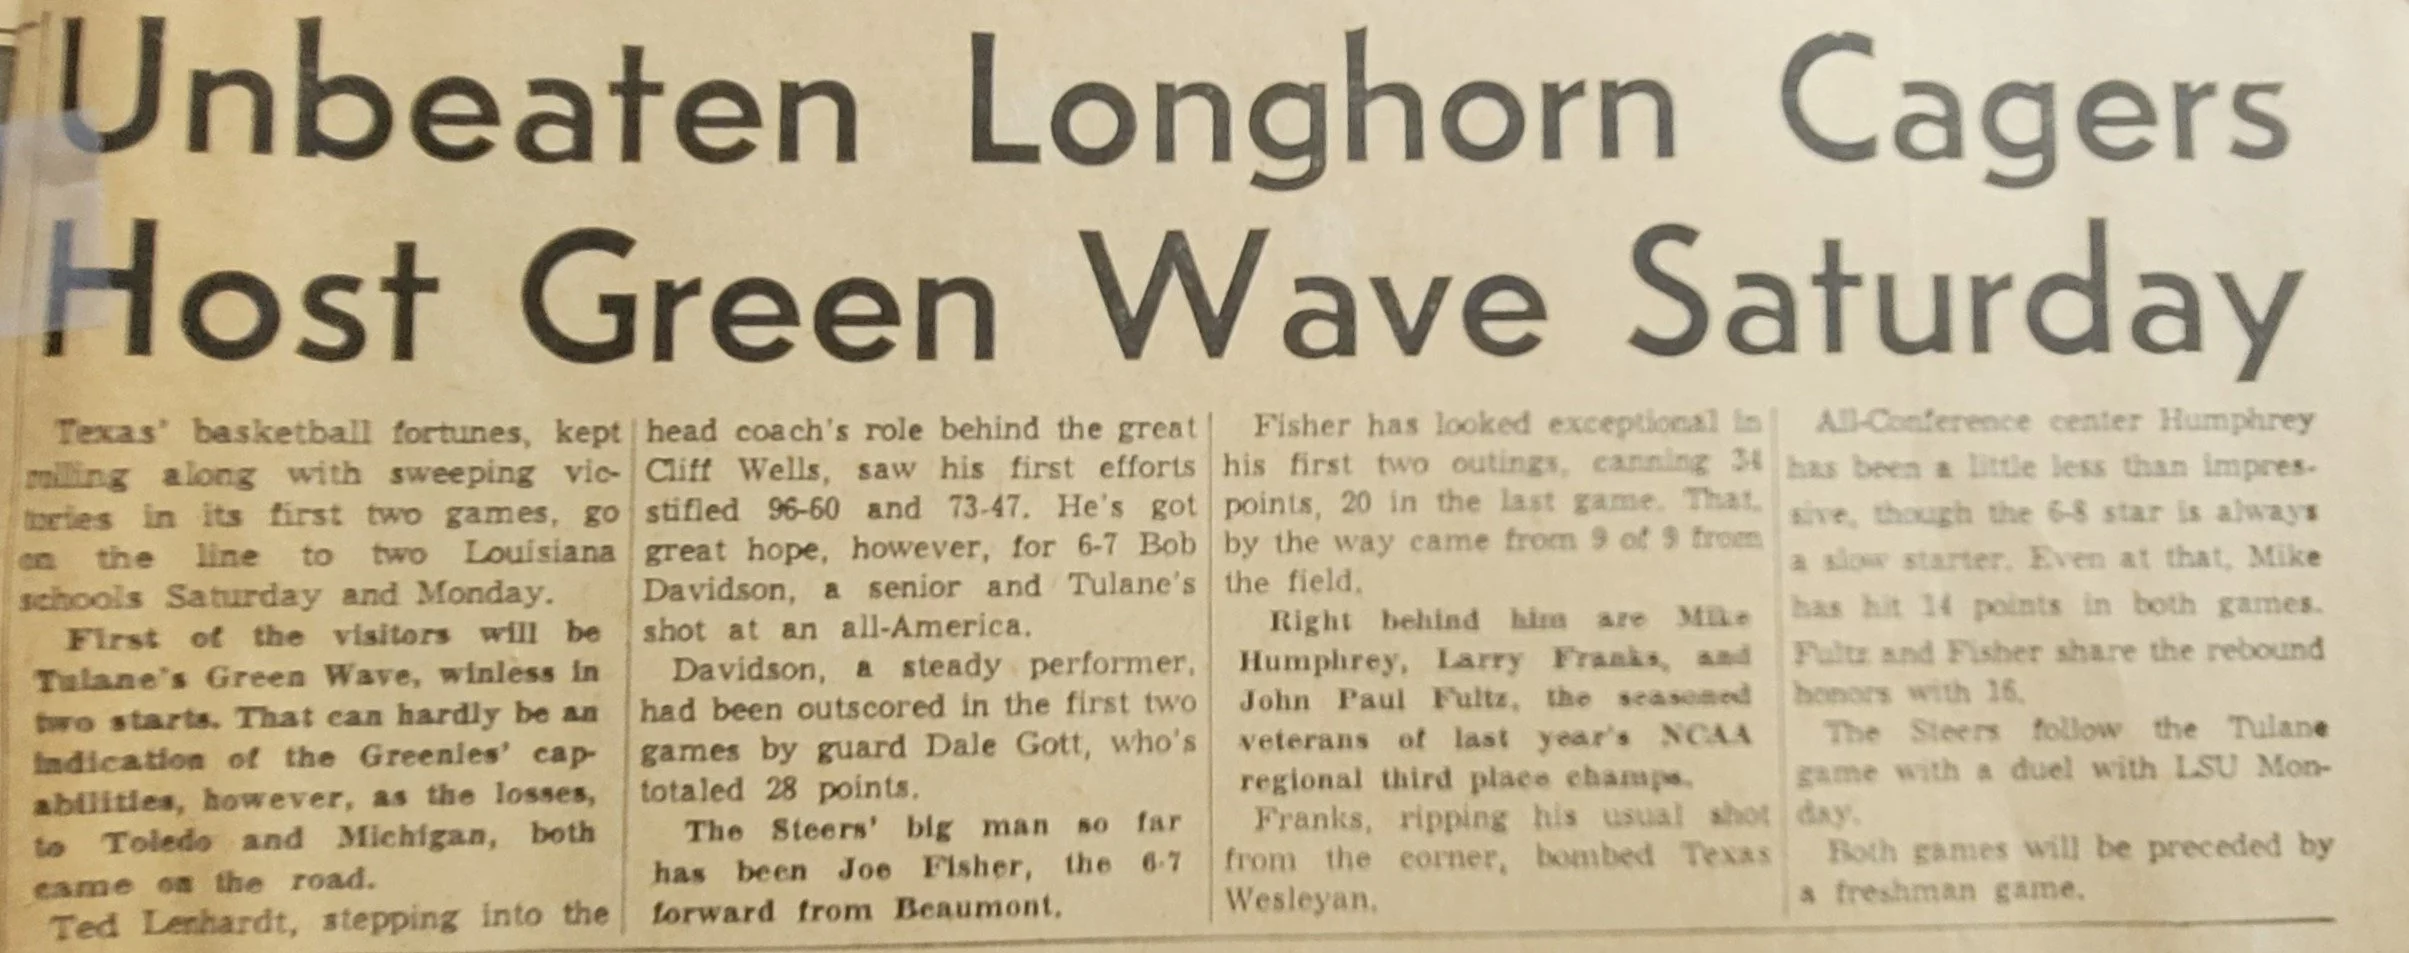 Unbeaten Longhorn Cagers
Host Green Wave Saturday
Texas' basketball fortunes, kept
rolling along with sweeping vic-
tories in its first two games, go
on the line to two Louisiana
schools Saturday and Monday.
First of the visitors will be
Tulane's Green Wave, winless in
two starts. That can hardly be an
indication of the Greenies' cap-
abilities, however, as the losses,
to Toledo and Michigan, both
came on the road.
Ted Lenhardt, stepping into the
head coach's role behind the great
Cliff Wells, saw his first efforts
stifled 96-60 and 73-47. He's got
great hope, however, for 6-7 Bob
Davidson, a senior and Tulane's
shot at an all-America.
Davidson, a steady performer,
had been outscored in the first two
games by guard Dale Gott, who's
totaled 28 points.
The Steers' big man so far
has been Joe Fisher, the 6-7
forward from Beaumont.
Fisher has looked exceptional in
his first two outings, canning 34
points, 20 in the last game. That,
by the way came from 9 of 9 from
the field.
Right behind him are Mike
Humphrey, Larry Franks, and
John Paul Fultz, the seasoned
veterans of last year's NCAA
regional third place champs.
Franks, ripping his usual shot
from the corner, bombed Texas
Wesleyan.
All-Conference center Humphrey
has been a little less than impres-
sive, though the 6-8 star is always
a slow starter. Even at that, Mike
has hit 14 points in both games.
Fultz and Fisher share the rebound
honors with 16.
The Steers follow the Tulane
game with a duel with LSU Mon-
day.
Both games will be preceded by
a freshman game.